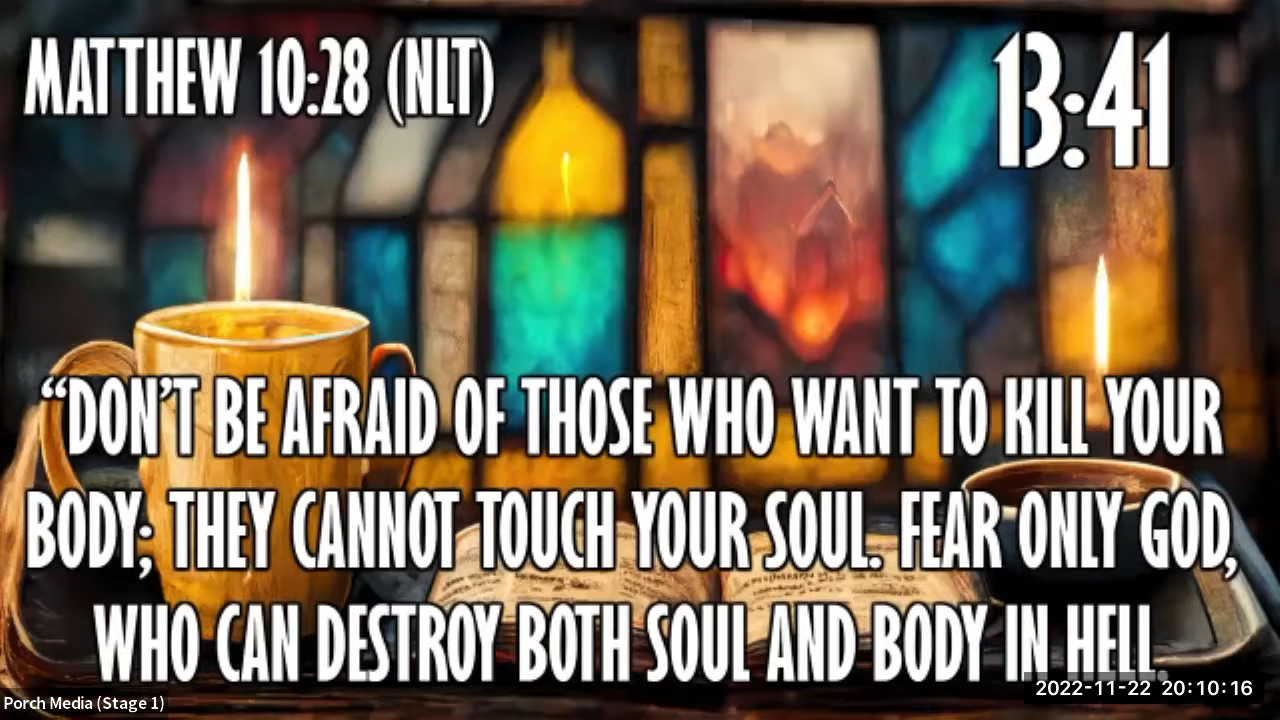 MATTHEW 10:28 (NLT)
13:41
“DON’T BE AFRAID OF THOSE WHO WANT TO KILL YOUR
BODY; THEY CANNOT TOUCH YOUR SOUL. FEAR ONLY GOD,
WHO CAN DESTROY BOTH SOUL AND BODY IN HELL.
Porch Media (Stage 1)
2022-11-22 20:10:16